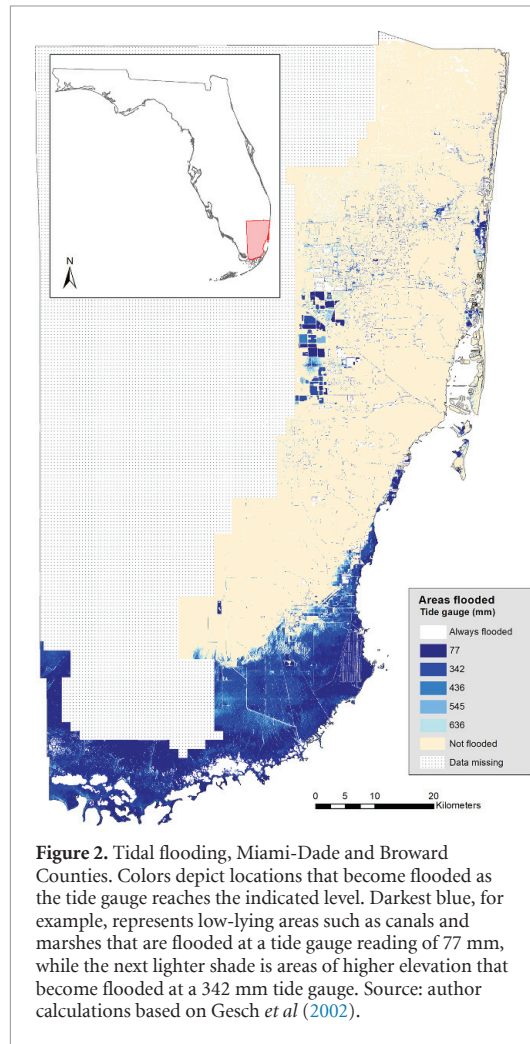 N
Areas flooded
Tide gauge (mm)
Always flooded
77
342
436
545
636
Not flooded
Data missing
0 5 10 20
Kilometers
Figure 2. Tidal flooding, Miami-Dade and Broward
Counties. Colors depict locations that become flooded as
the tide gauge reaches the indicated level. Darkest blue, for
example, represents low-lying areas such as canals and
marshes that are flooded at a tide gauge reading of 77 mm,
while the next lighter shade is areas of higher elevation that
become flooded at a 342 mm tide gauge. Source: author
calculations based on Gesch et al (2002).